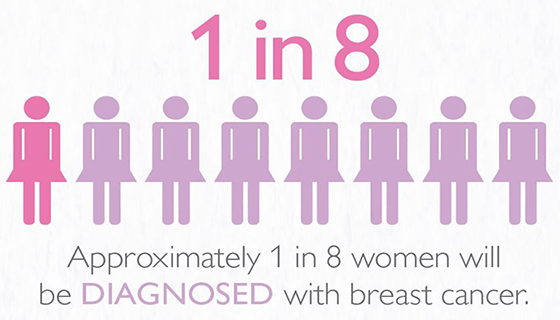 1 in 8
Approximately 1 in 8 women will
be DIAGNOSED with breast cancer.